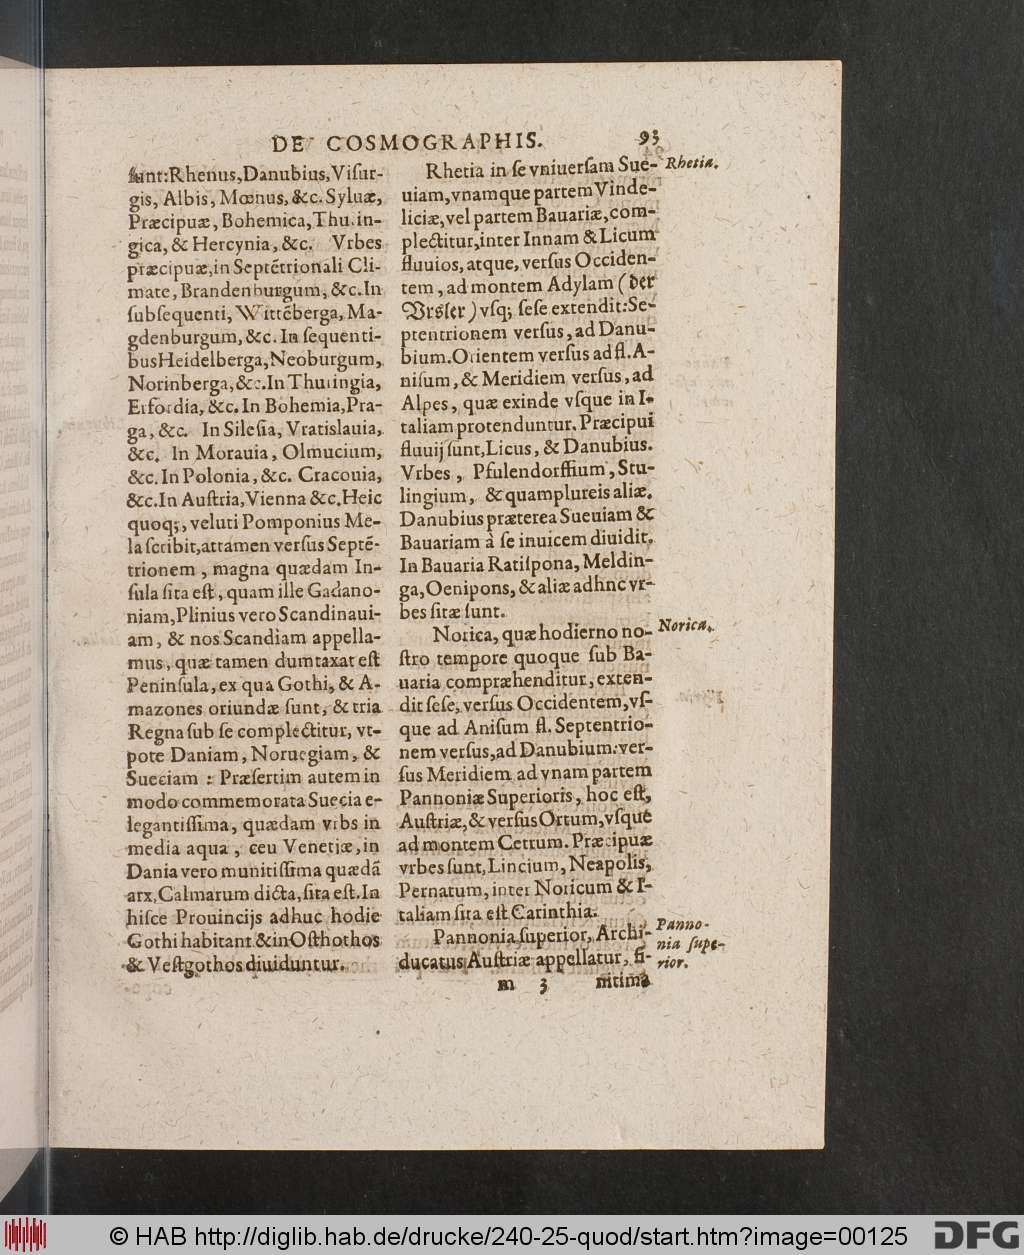 DE COSMOGRAPHIS. 93
ſunt:Rhenus,Danubius,Viſur-
gis, Albis, Mœnus, &c. Syluæ,
Præcipuæ, Bohemica, Thuin-
gica, & Hercynia, &c. Vrbes
præcipuæ,in Septẽtrionali Cli-
mate, Brandenburgum, &c. In
ſubſequenti, Wittẽberga, Ma-
gdenburgum, &c. In ſequenti-
bus Heidelberga, Neoburgum,
Norinberga, &c. In Thuringia,
Erfordia, &c. In Bohemia, Pra-
ga, &c. In Sileſia, Vratislauia,
&c. In Morauia, Olmucium,
&c. In Polonia, &c. Cracouia,
&c. In Auſtria, Vienna &c. Heic
quoq;, veluti Pomponius Me-
la ſcribit, attamen verſus Septẽ-
trionem, magna quædam In-
ſula ſita eſt, quam ille Gadano-
niam, Plinius vero Scandinaui-
am, & nos Scandiam appella-
mus, quæ tamen dumtaxat eſt
Peninſula, ex qua Gothi, & A-
mazones oriundæ ſunt, & tria
Regna ſub ſe complectitur, vt-
pote Daniam, Noruegiam, &
Sueciam : Præſertim autem in
modo commemorata Suecia e-
legantiſſima, quædam vrbs in
media aqua, ceu Venetiæ, in
Dania vero munitiſſima quædã
arx, Calmarum dicta, ſita eſt. In
hiſce Prouincijs adhuc hodie
Gothi habitant & in Oſthothos
& Veſtgothos diuiduntur.
Rhetia in ſe vniuerſam Sue-
Rhetia.
uiam, vnamque partem Vinde-
liciæ, vel partem Bauariæ, com-
plectitur, inter Innam & Licum
fluuios, atque, verſus Occiden-
tem, ad montem Adylam (der
Vrsler) vſq; ſeſe extendit: Se-
ptentrionem verſus, ad Danu-
bium. Orientem verſus ad fl. A-
niſum, & Meridiem verſus, ad
Alpes, quæ exinde vſque in I-
taliam protenduntur. Præcipui
fluuij ſunt, Licus, & Danubius.
Vrbes, Pfulendorffium, Stu-
lingium, & quamplureis aliæ.
Danubius præterea Sueuiam &
Bauariam à ſe inuicem diuidit.
In Bauaria Ratiſpona, Meldin-
ga, Oenipons, & aliæ adhnc vr-
bes ſitæ ſunt.
Norica, quæ hodierno no-
Norica.
ſtro tempore quoque ſub Ba-
uaria compræhenditur, exten-
dit ſeſe, verſus Occidentem, vſ-
que ad Aniſum fl. Septentrio-
nem verſus, ad Danubium: ver-
ſus Meridiem ad vnam partem
Pannoniæ Superioris, hoc eſt,
Auſtriæ, & verſus Ortum, vſque
ad montem Cetrum. Præcipuæ
vrbes ſunt, Lincium, Neapolis,
Pernatum, inter Noricum & I-
taliam ſita eſt Carinthia.
Pannonia ſuperior, Archi-
Panno-
nia ſupe-
rior.
ducatus Auſtriæ appellatur, fi-
m 3 nitima
© HAB http://diglib.hab.de/drucke/240-25-quod/start.htm?image=00125
DFG